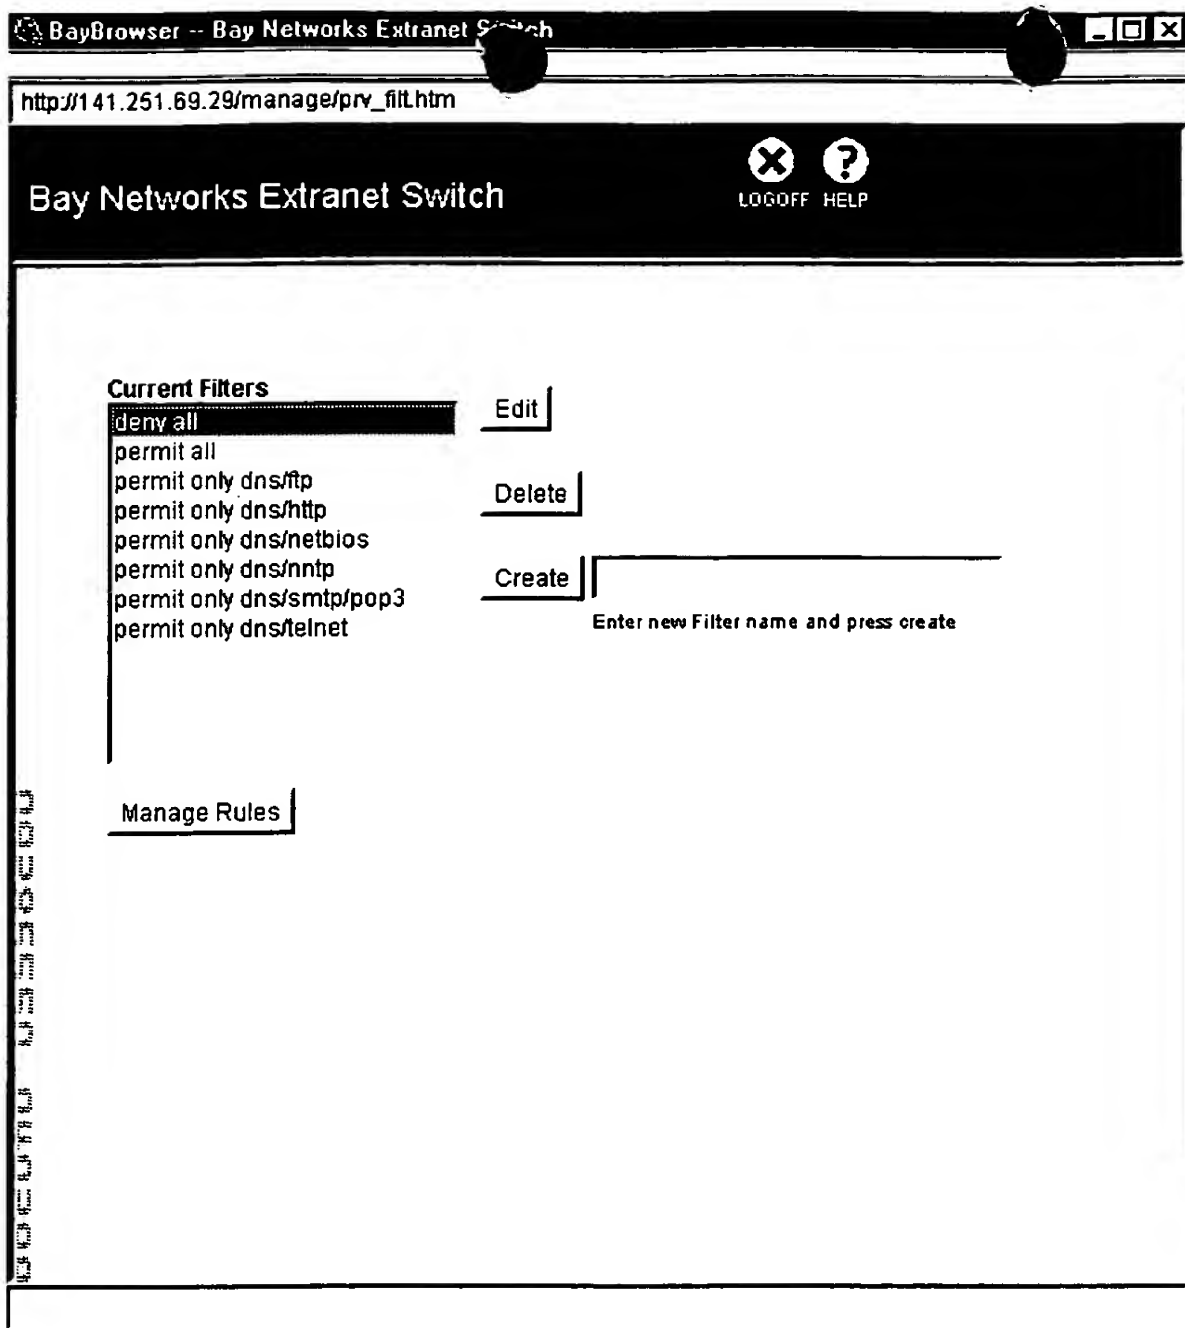 BayBrowser -- Bay Networks Extranet Switch
http://141.251.69.29/manage/prv_filt.htm
Bay Networks Extranet Switch
LOGOFF HELP
Current Filters
deny all
permit all
permit only dns/ftp
permit only dns/http
permit only dns/netbios
permit only dns/nntp
permit only dns/smtp/pop3
permit only dns/telnet
Edit
Delete
Create
Enter new Filter name and press create
Manage Rules